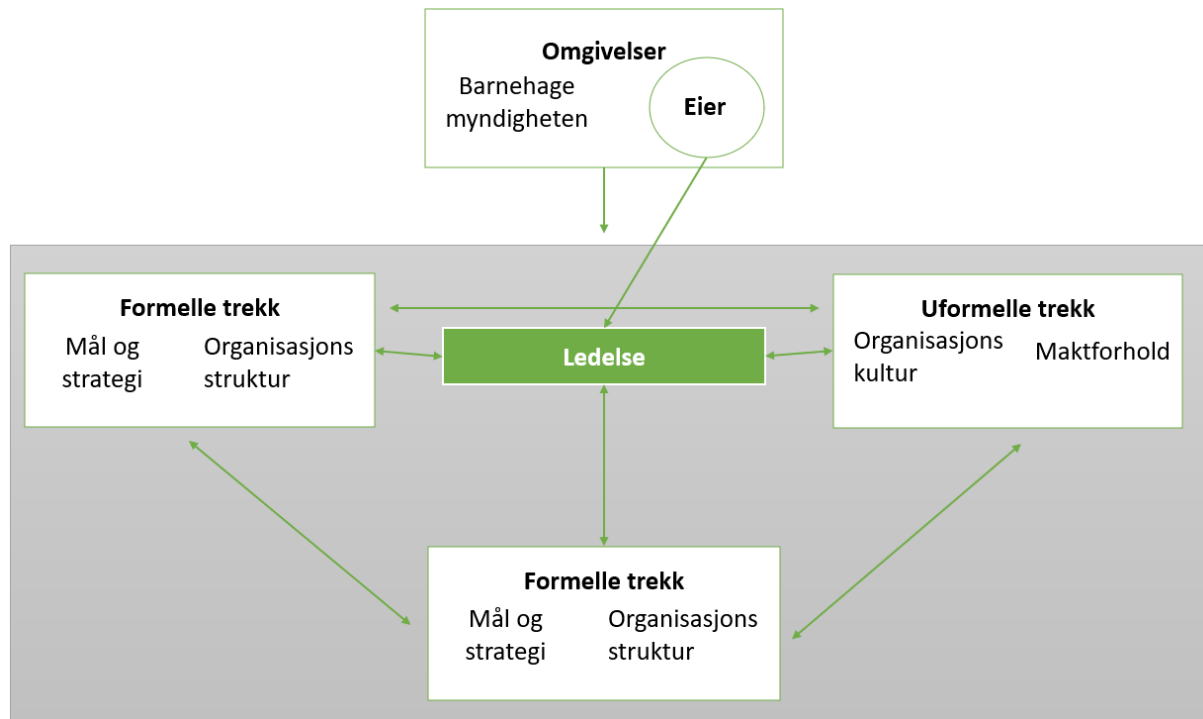 Omgivelser
Barnehage
myndigheten
Eier
Formelle trekk
Mål og
strategi
Organisasjons
struktur
Ledelse
Uformelle trekk
Organisasjons
kultur
Maktforhold
Formelle trekk
Mål og
strategi
Organisasjons
struktur